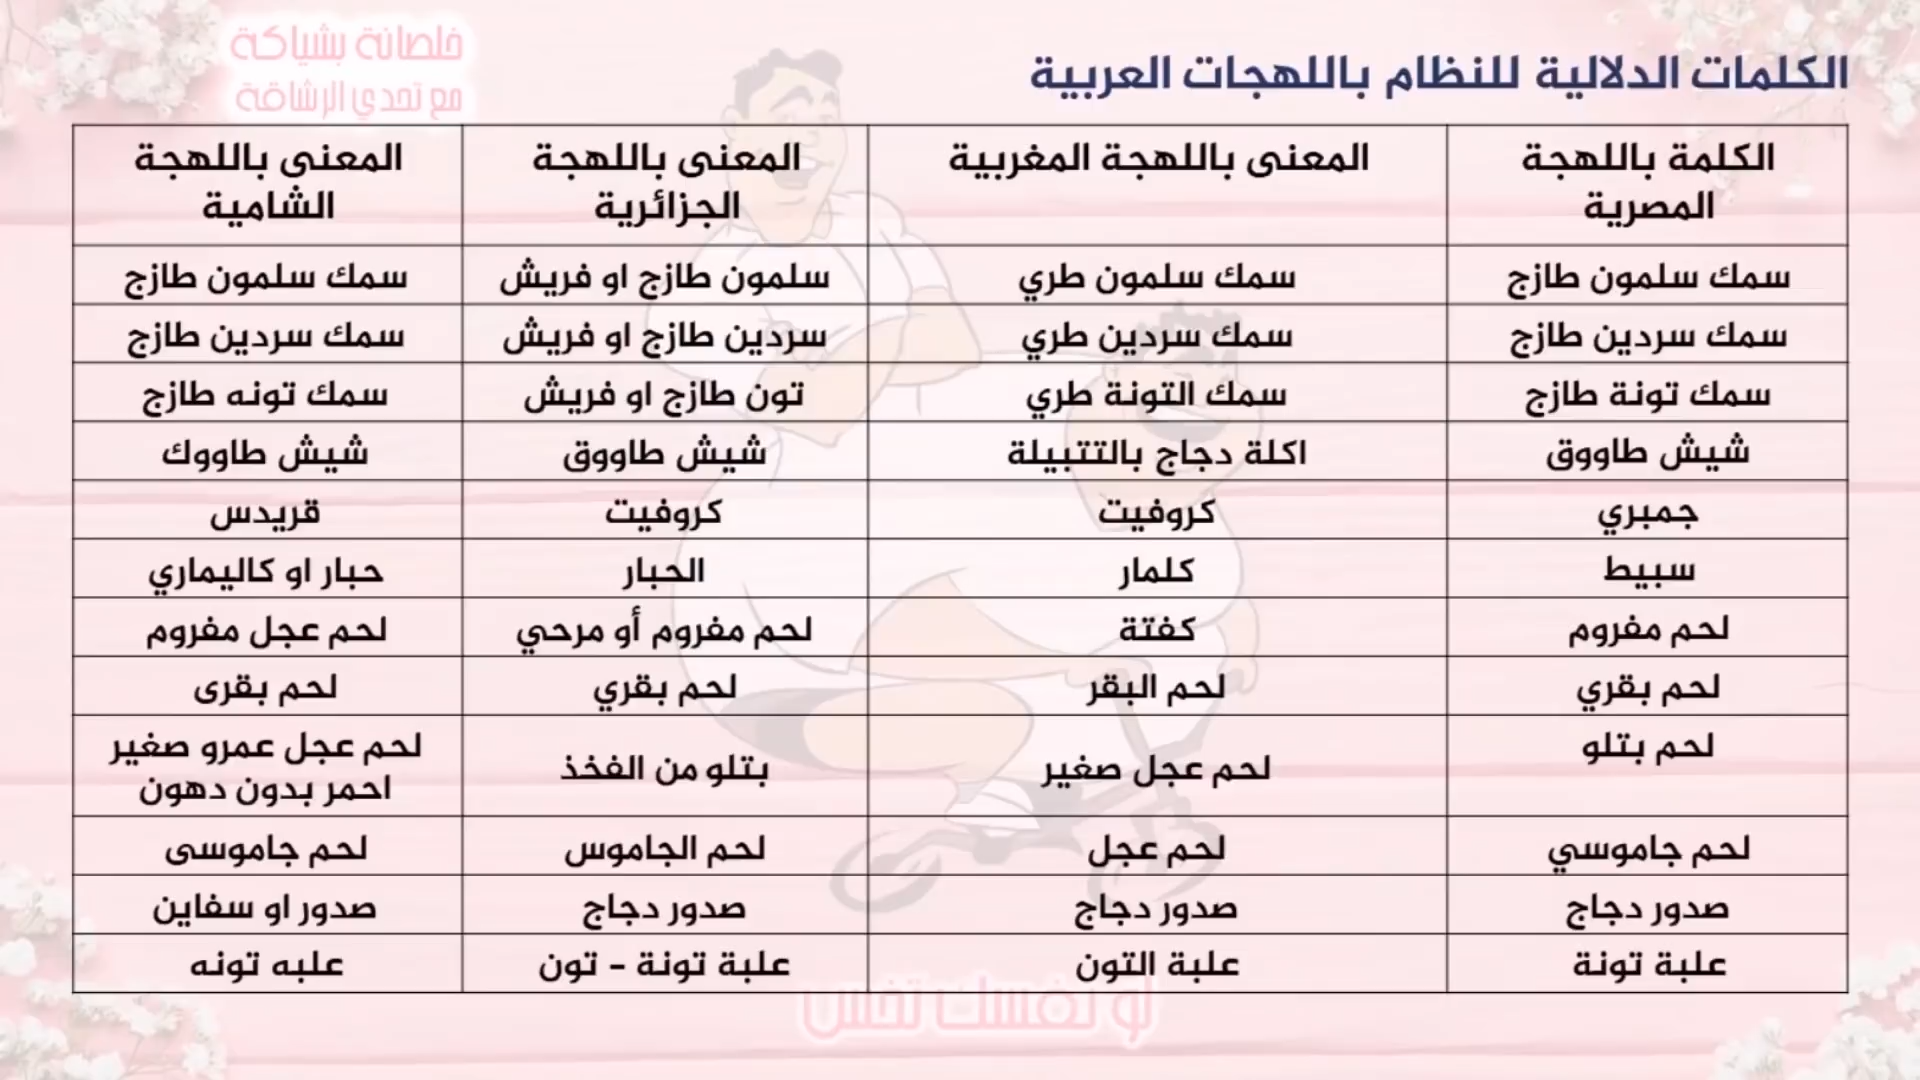 خلصانة بشياكة
مع تحدي الرشاقة
الكلمات الدلالية للنظام باللهجات العربية
الكلمة باللهجة المصرية المعنى باللهجة المغربية المعنى باللهجة الجزائرية المعنى باللهجة الشامية
سمك سلمون طازج سمك سلمون طري سلمون طازج او فريش سمك سلمون طازج
سمك سردين طازج سمك سردين طري سردين طازج او فريش سمك سردين طازج
سمك تونة طازج سمك التونة طري تون طازج او فريش سمك تونه طازج
شيش طاووق اكلة دجاج بالتتبيلة شيش طاووق شيش طاووك
جمبري كروفيت كروفيت قريدس
سبيط كلمار الحبار حبار او كاليماري
لحم مفروم كفتة لحم مفروم أو مرحي لحم عجل مفروم
لحم بقري لحم البقر لحم بقري لحم بقرى
لحم بتلو لحم عجل صغير بتلو من الفخذ لحم عجل عمرو صغير
احمر بدون دهون
لحم جاموسي لحم عجل لحم الجاموس لحم جاموسى
صدور دجاج صدور دجاج صدور دجاج صدور او سفاين
علبة تونة علبة التون علبة تونة - تون علبه تونه
لو نفسك تخس